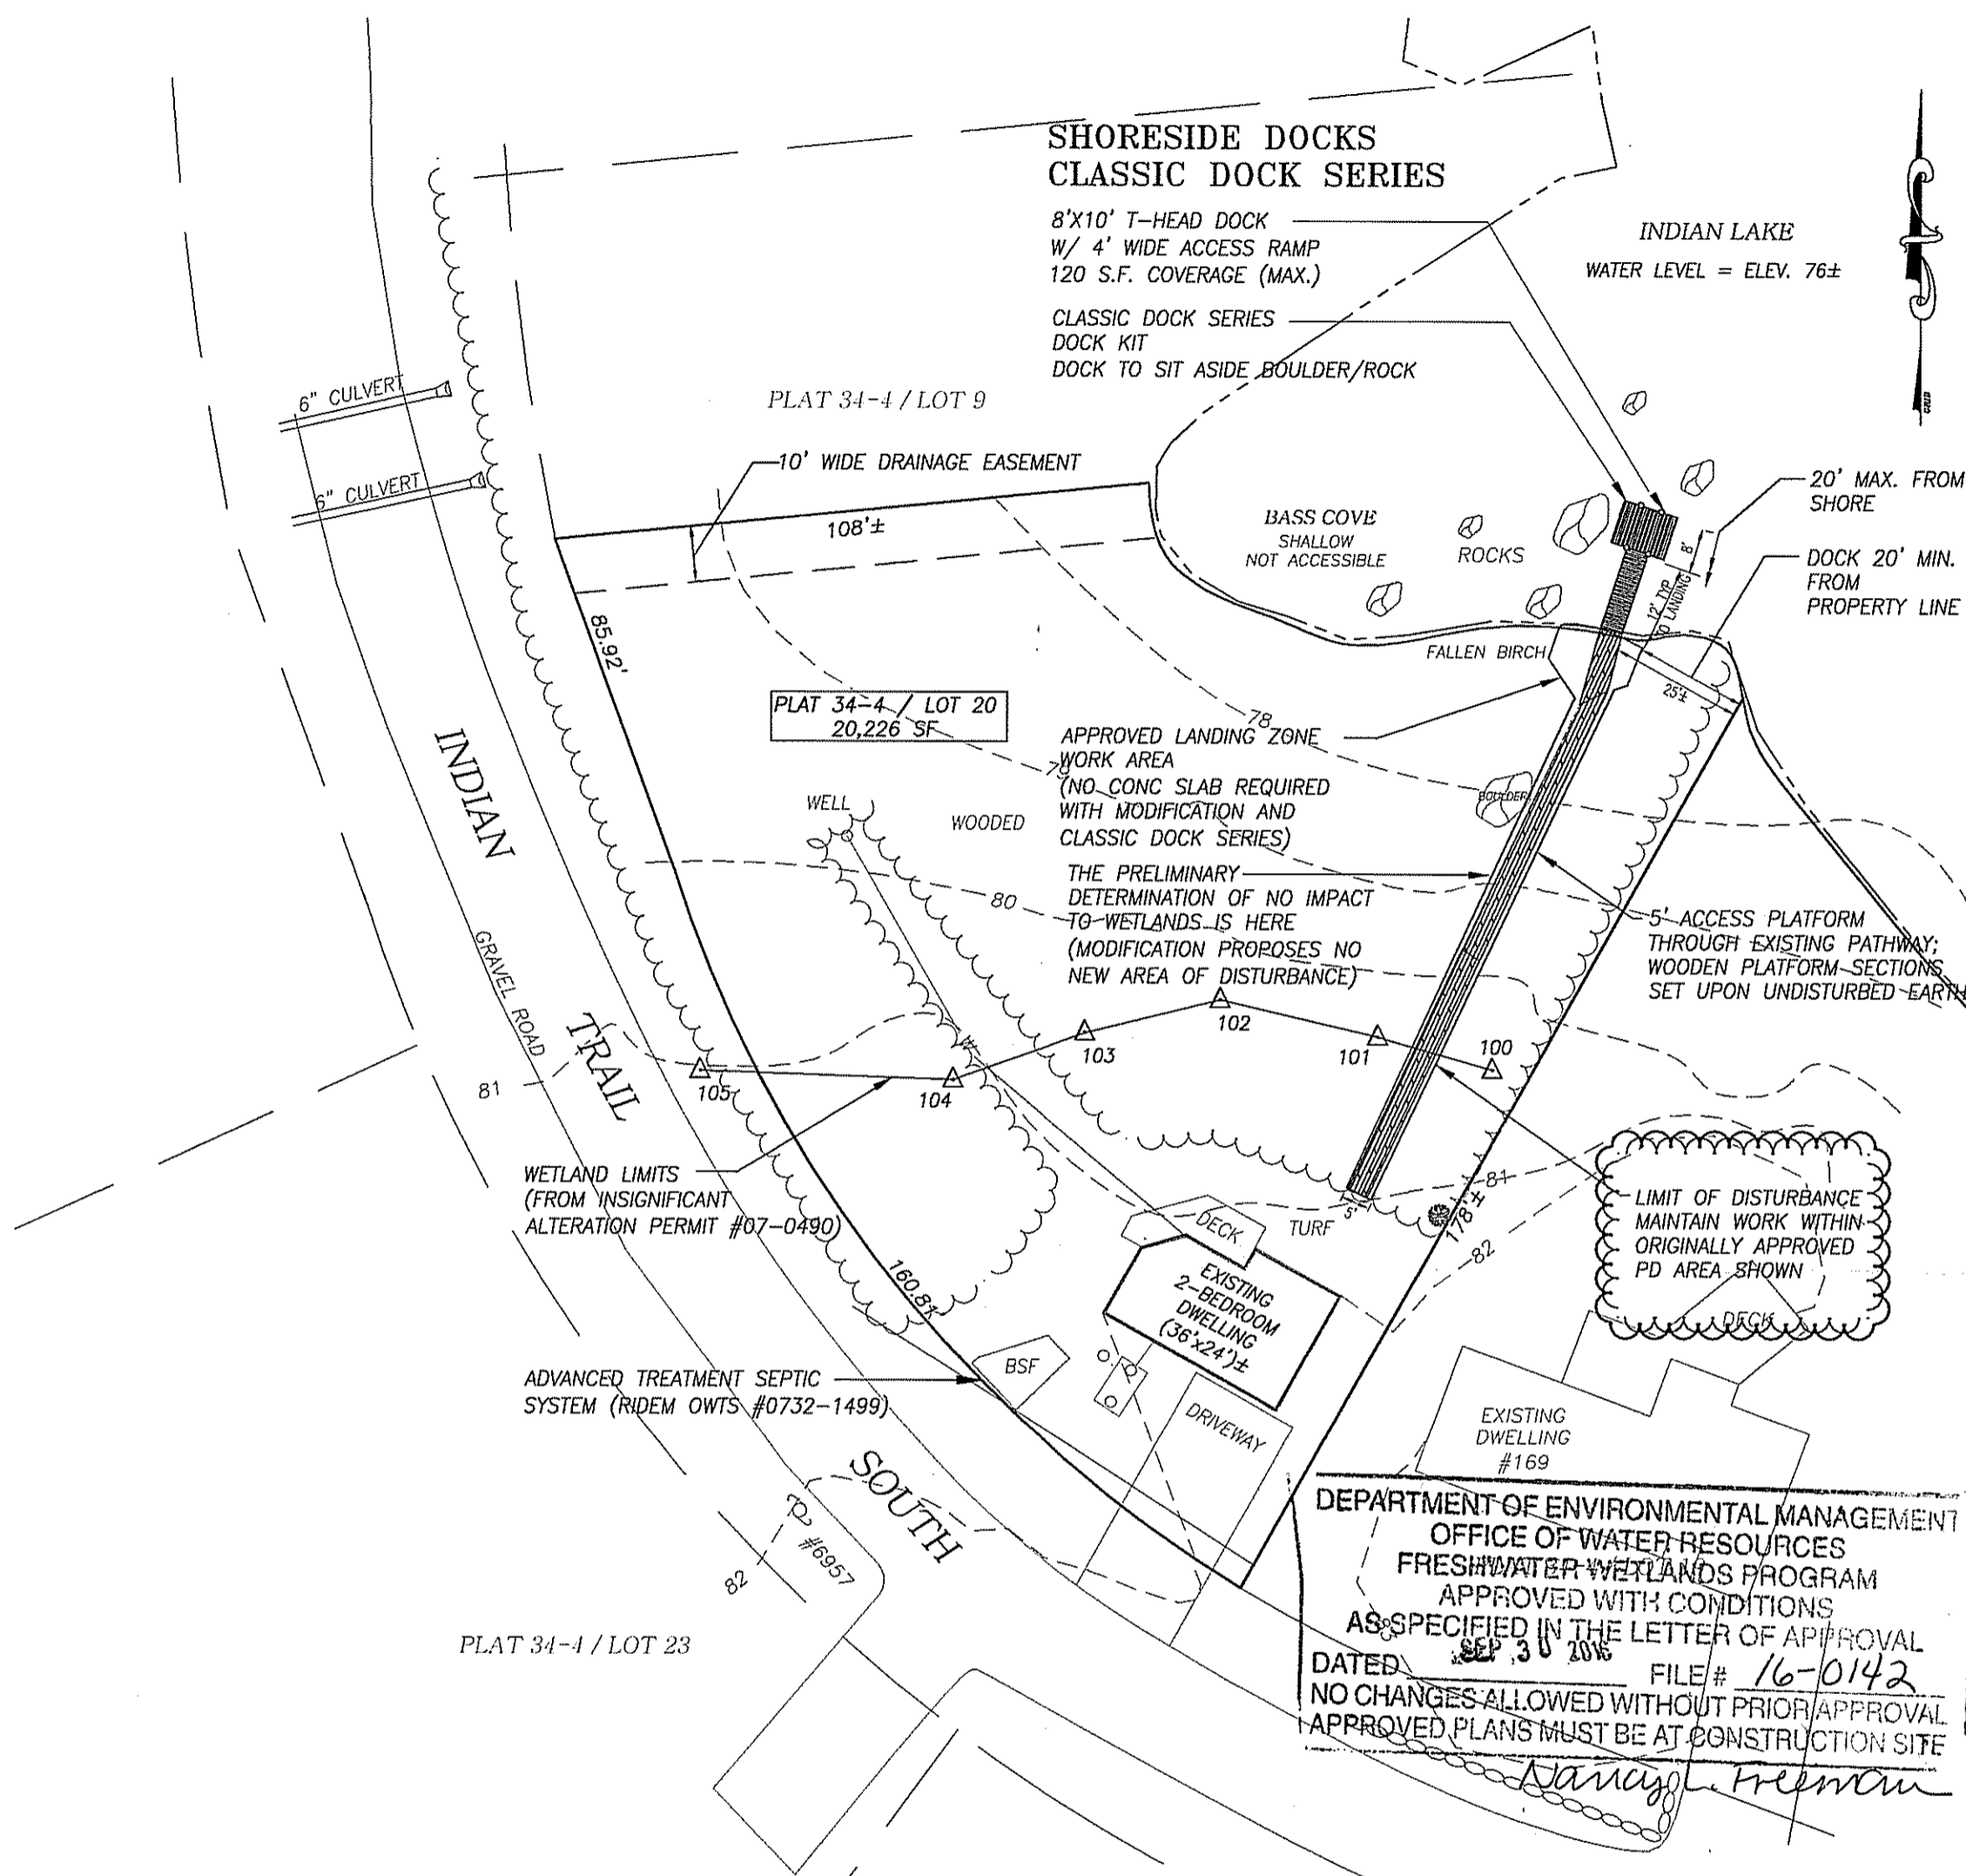 SHORESIDE DOCKS
CLASSIC DOCK SERIES
8'X10' T-HEAD DOCK
W/ 4' WIDE ACCESS RAMP
120 S.F. COVERAGE (MAX.)
CLASSIC DOCK SERIES
DOCK KIT
DOCK TO SIT ASIDE BOULDER/ROCK
INDIAN LAKE
WATER LEVEL = ELEV. 76±
GRID
6" CULVERT
6" CULVERT
PLAT 34-4 / LOT 9
10' WIDE DRAINAGE EASEMENT
108'±
BASS COVE
SHALLOW
NOT ACCESSIBLE
ROCKS
20' MAX. FROM
SHORE
8'
12' TYP
TO LANDING
DOCK 20' MIN.
FROM
PROPERTY LINE
85.92'
FALLEN BIRCH
25'±
PLAT 34-4 / LOT 20
20,226 SF
78
79
APPROVED LANDING ZONE
WORK AREA
(NO CONC SLAB REQUIRED
WITH MODIFICATION AND
CLASSIC DOCK SERIES)
BOULDER
WELL
WOODED
80
THE PRELIMINARY
DETERMINATION OF NO IMPACT
TO WETLANDS IS HERE
(MODIFICATION PROPOSES NO
NEW AREA OF DISTURBANCE)
5' ACCESS PLATFORM
THROUGH EXISTING PATHWAY;
WOODEN PLATFORM SECTIONS
SET UPON UNDISTURBED EARTH
INDIAN
TRAIL
SOUTH
GRAVEL ROAD
81
105
104
103
102
101
100
W
WETLAND LIMITS
(FROM INSIGNIFICANT
ALTERATION PERMIT #07-0490)
160.81'
DECK
TURF
5'
81
178'±
82
LIMIT OF DISTURBANCE
MAINTAIN WORK WITHIN
ORIGINALLY APPROVED
PD AREA SHOWN
DECK
EXISTING
2-BEDROOM
DWELLING
(36'x24')±
BSF
ADVANCED TREATMENT SEPTIC
SYSTEM (RIDEM OWTS #0732-1499)
DRIVEWAY
EXISTING
DWELLING
#169
#6957
82
PLAT 34-4 / LOT 23
DEPARTMENT OF ENVIRONMENTAL MANAGEMENT
OFFICE OF WATER RESOURCES
FRESHWATER WETLANDS PROGRAM
APPROVED WITH CONDITIONS
AS SPECIFIED IN THE LETTER OF APPROVAL
DATED SEP 30 2016 FILE # 16-0142
NO CHANGES ALLOWED WITHOUT PRIOR APPROVAL
APPROVED PLANS MUST BE AT CONSTRUCTION SITE
Nancy L. Freeman